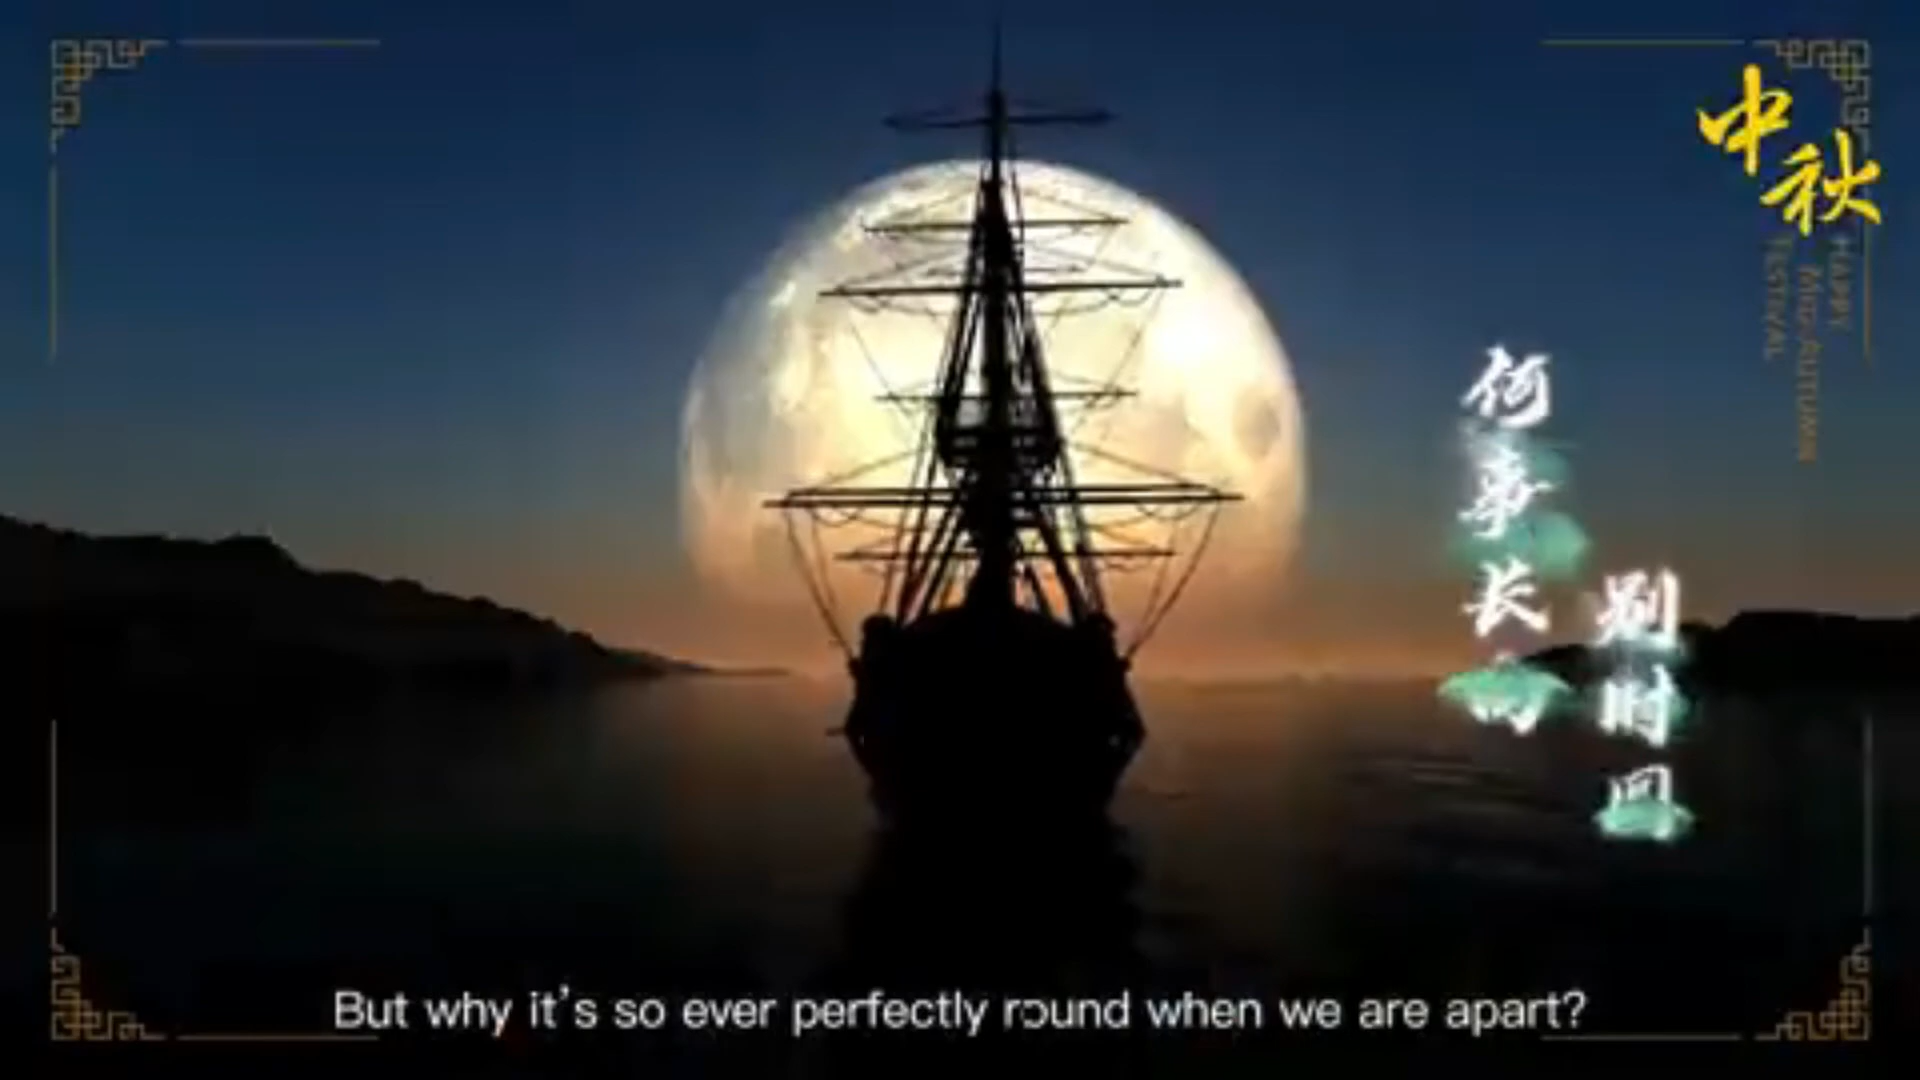 中秋
HAPPY
MID-AUTUMN
FESTIVAL
何事长向
别时圆
But why it's so ever perfectly round when we are apart?